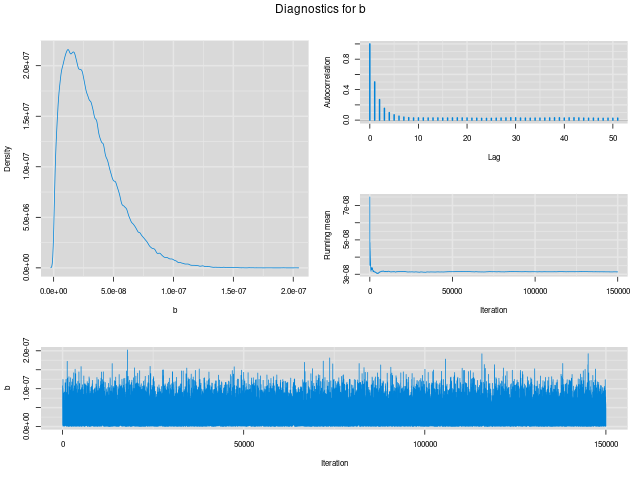 Diagnostics for b
Density
0.0e+00 5.0e+06 1.0e+07 1.5e+07 2.0e+07
0.0e+00 5.0e-08 1.0e-07 1.5e-07 2.0e-07
b
Autocorrelation
0.0 0.4 0.8
0 10 20 30 40 50
Lag
Running mean
3e-08 5e-08 7e-08
0 50000 100000 150000
Iteration
b
0.0e+00 1.0e-07 2.0e-07
0 50000 100000 150000
Iteration